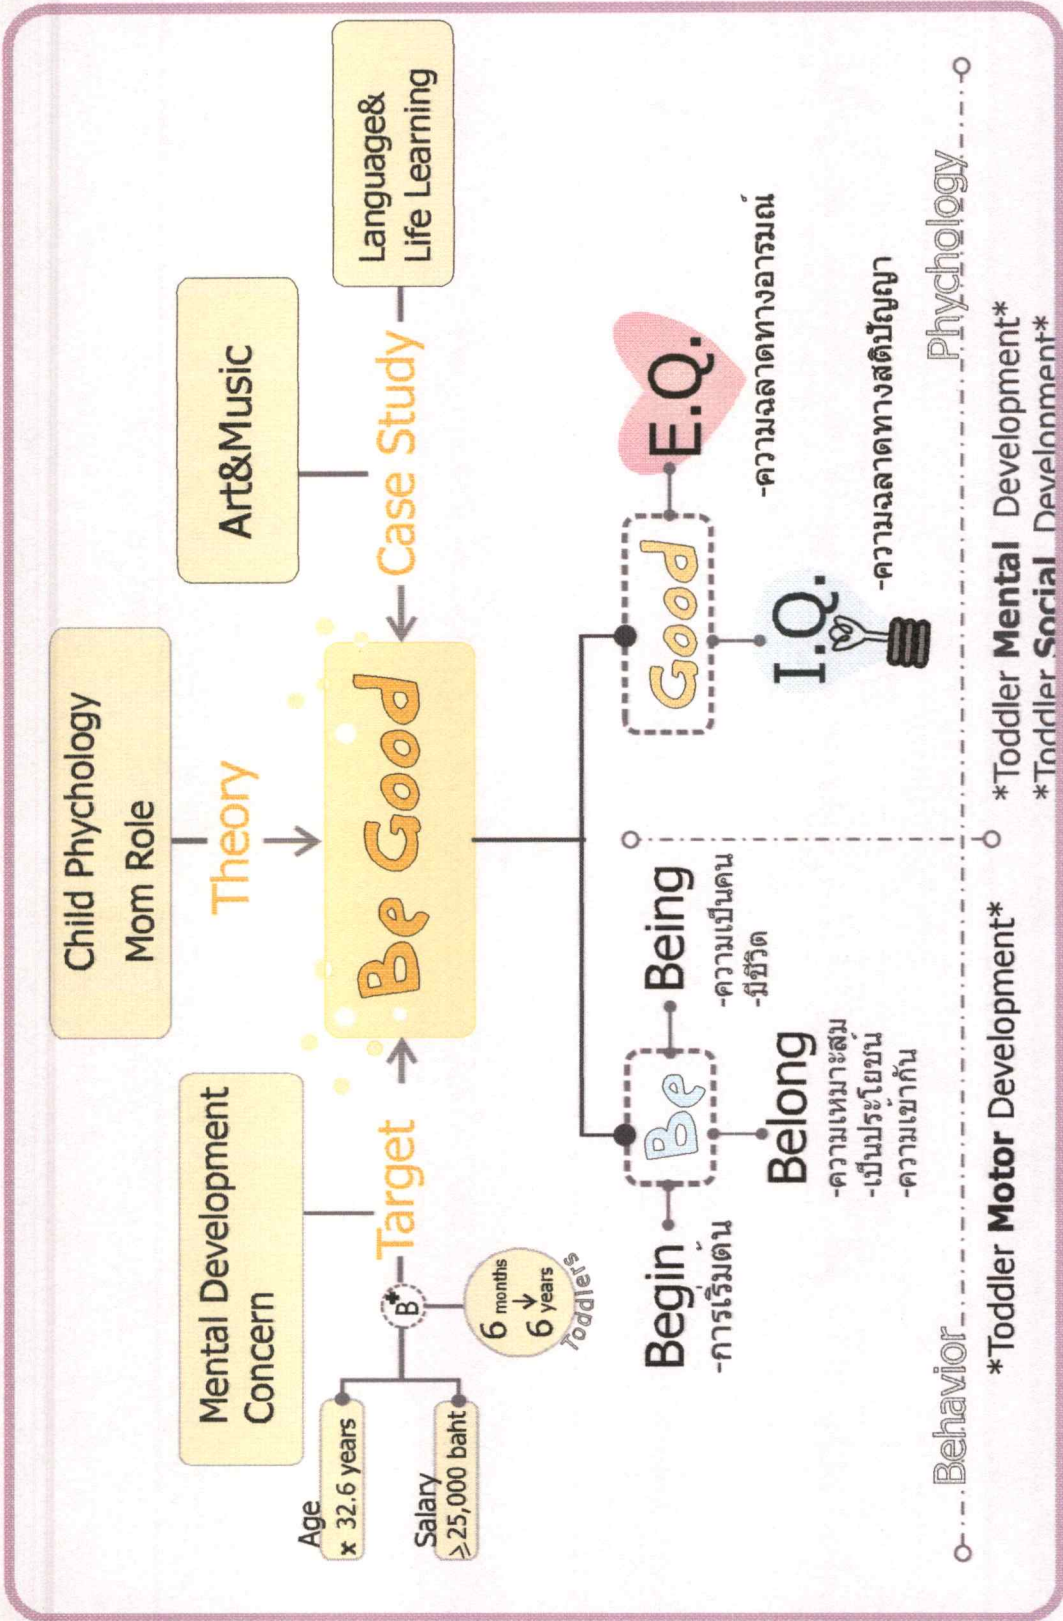 Child Phychology
Mom Role
Theory
Mental Development
Concern
Target
Age
x 32.6 years
Salary
≥25,000 baht
B+
6 months
6 years
Toddlers
Art&Music
Case Study
Language&
Life Learning
Be Good
Begin
-การเริ่มต้น
Be
Being
-ความเป็นคน
-มีชีวิต
Belong
-ความเหมาะสม
-เป็นประโยชน์
-ความเข้ากัน
Good
E.Q.
-ความฉลาดทางอารมณ์
I.Q.
-ความฉลาดทางสติปัญญา
Behavior
Phychology
*Toddler Motor Development*
*Toddler Mental Development*
*Toddler Social Development*